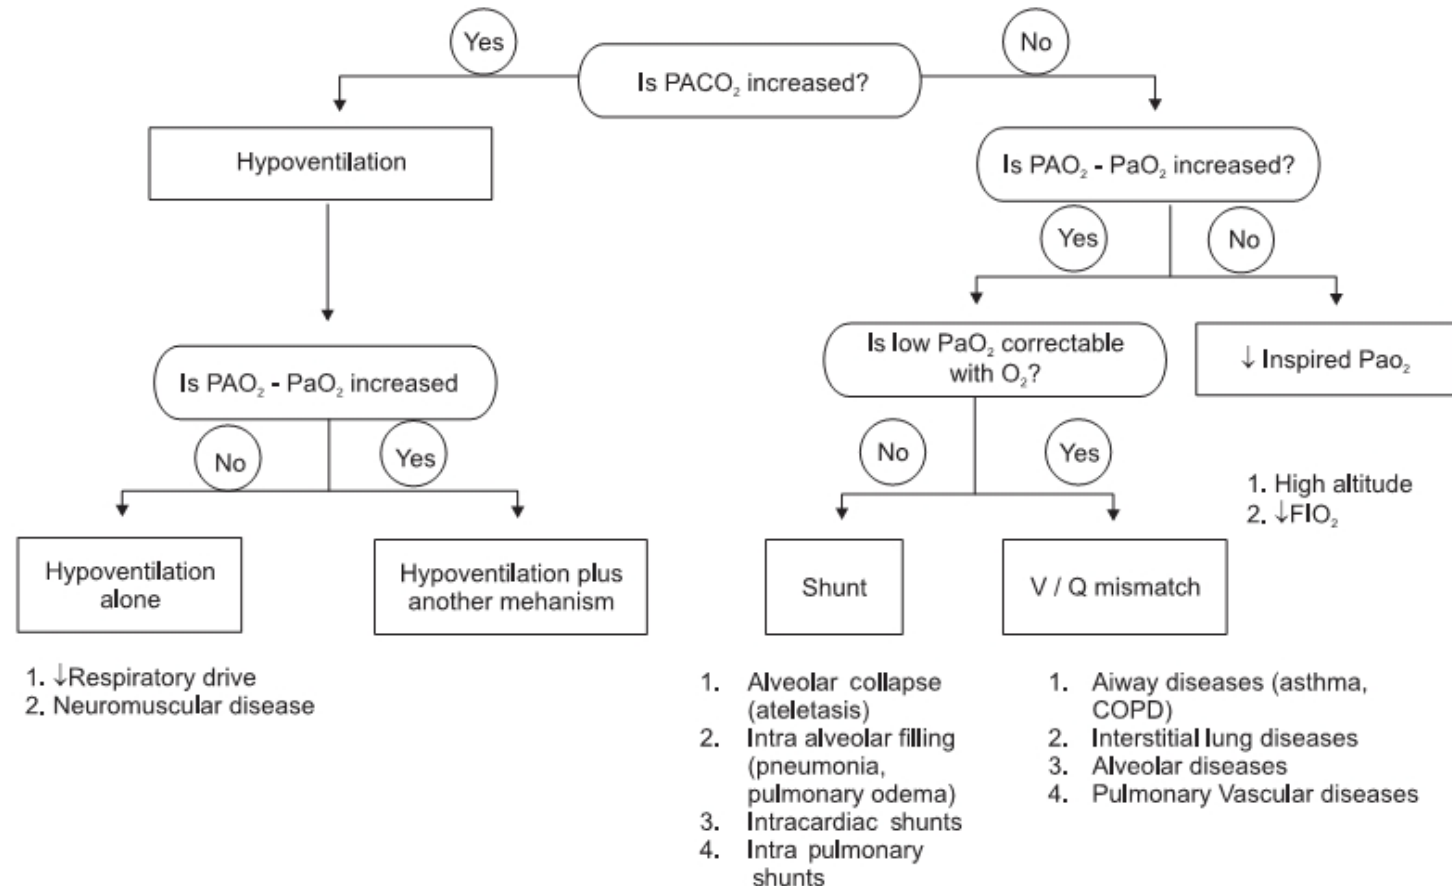 Yes
No
Is PACO₂ increased?
Hypoventilation
Is PAO₂ - PaO₂ increased?
Yes
No
Is low PaO₂ correctable
with O₂?
↓ Inspired Pao₂
Is PAO₂ - PaO₂ increased
No
Yes
No
Yes
1. High altitude
2. ↓FIO₂
Hypoventilation
alone
Hypoventilation plus
another mehanism
Shunt
V / Q mismatch
1. ↓Respiratory drive
2. Neuromuscular disease
1. Alveolar collapse
(ateletasis)
2. Intra alveolar filling
(pneumonia,
pulmonary odema)
3. Intracardiac shunts
4. Intra pulmonary
shunts
1. Aiway diseases (asthma,
COPD)
2. Interstitial lung diseases
3. Alveolar diseases
4. Pulmonary Vascular diseases